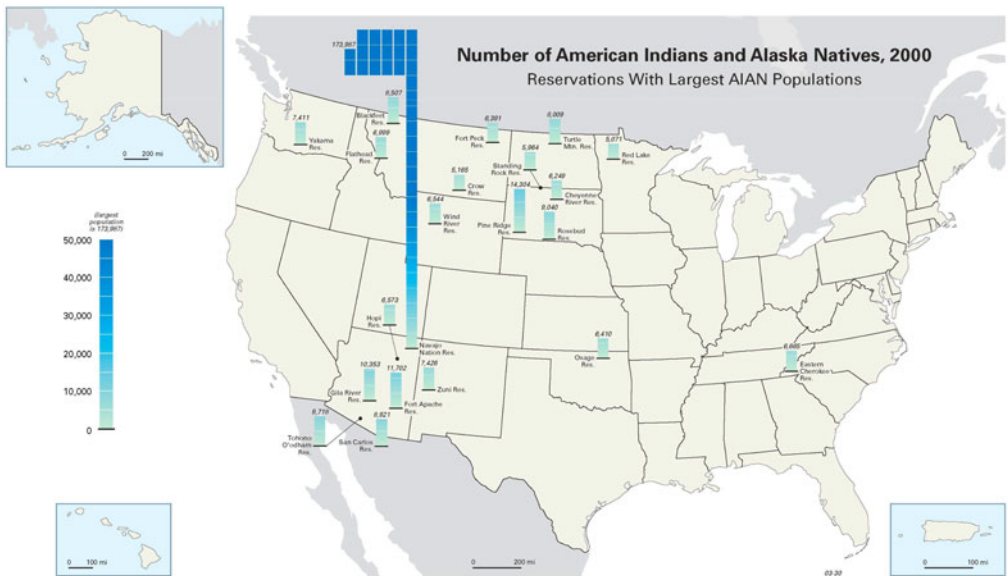 Number of American Indians and Alaska Natives, 2000
Reservations With Largest AIAN Populations
200 mi
(largest
population
is 173,987)
50,000
40,000
30,000
20,000
10,000
0
173,987
8,507
Blackfeet
Res.
7,411
Yakama
Res.
6,999
Flathead
Res.
6,391
Fort Peck
Res.
8,009
Turtle
Mtn. Res.
5,071
Red Lake
Res.
5,964
Standing
Rock Res.
5,165
Crow
Res.
6,249
Cheyenne
River Res.
14,304
Pine Ridge
Res.
6,544
Wind
River
Res.
9,040
Rosebud
Res.
6,573
Hopi
Res.
Navajo
Nation Res.
6,410
Osage
Res.
6,665
Eastern
Cherokee
Res.
10,353
Gila River
Res.
11,702
Fort Apache
Res.
7,426
Zuni Res.
8,921
San Carlos
Res.
Tohono
O'odham
Res.
0 100 mi
0 200 mi
0 100 mi
03-30